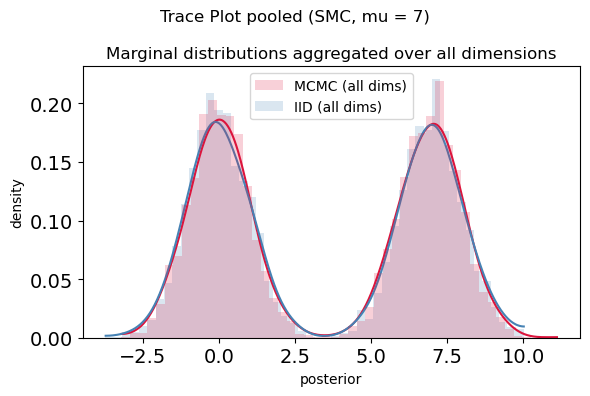 Trace Plot pooled (SMC, mu = 7)
Marginal distributions aggregated over all dimensions
MCMC (all dims)
IID (all dims)
density
0.20
0.15
0.10
0.05
0.00
−2.5 0.0 2.5 5.0 7.5 10.0
posterior